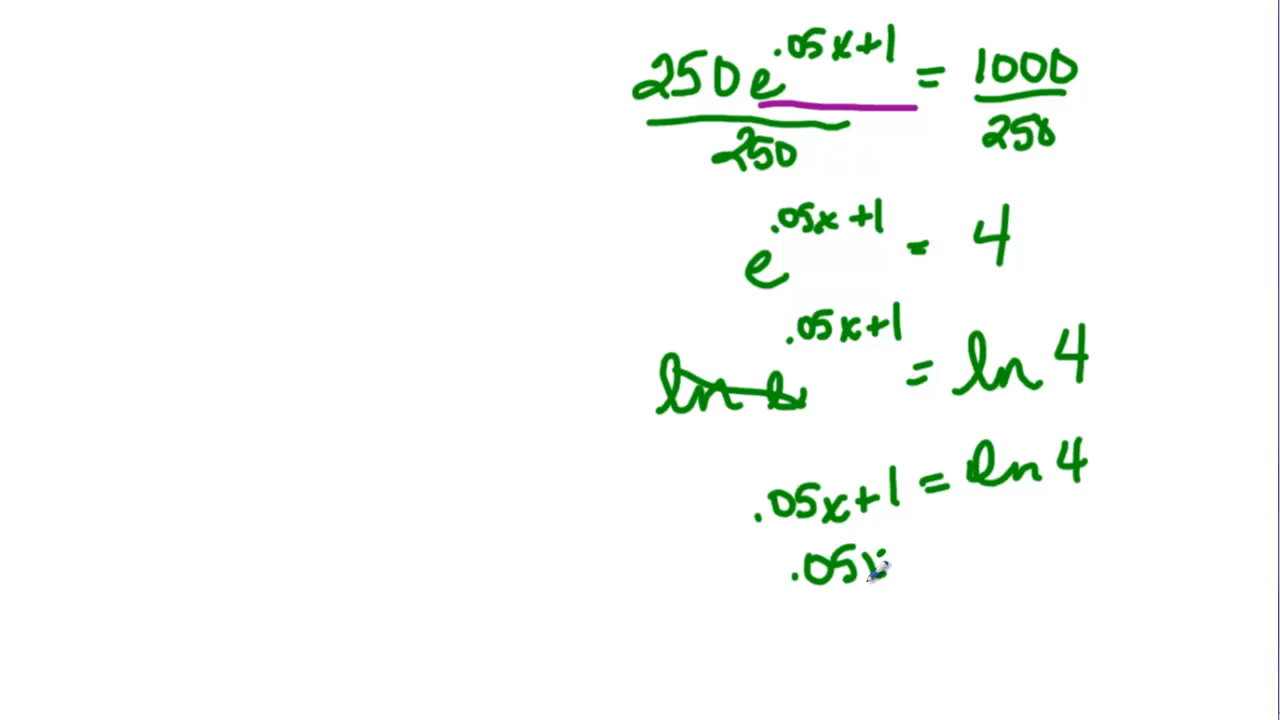 250e^.05x+1 = 1000
250 250
e^.05x+1 = 4
ln e^.05x+1 = ln 4
.05x+1 = ln 4
.05x